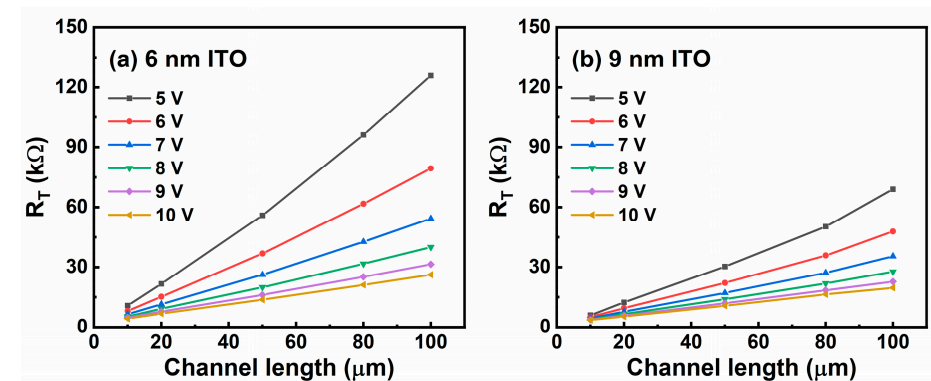 (a) 6 nm ITO
5 V
6 V
7 V
8 V
9 V
10 V
R_T (kΩ)
150
120
90
60
30
0
0 20 40 60 80 100
Channel length (μm)
(b) 9 nm ITO
5 V
6 V
7 V
8 V
9 V
10 V
R_T (kΩ)
150
120
90
60
30
0
0 20 40 60 80 100
Channel length (μm)